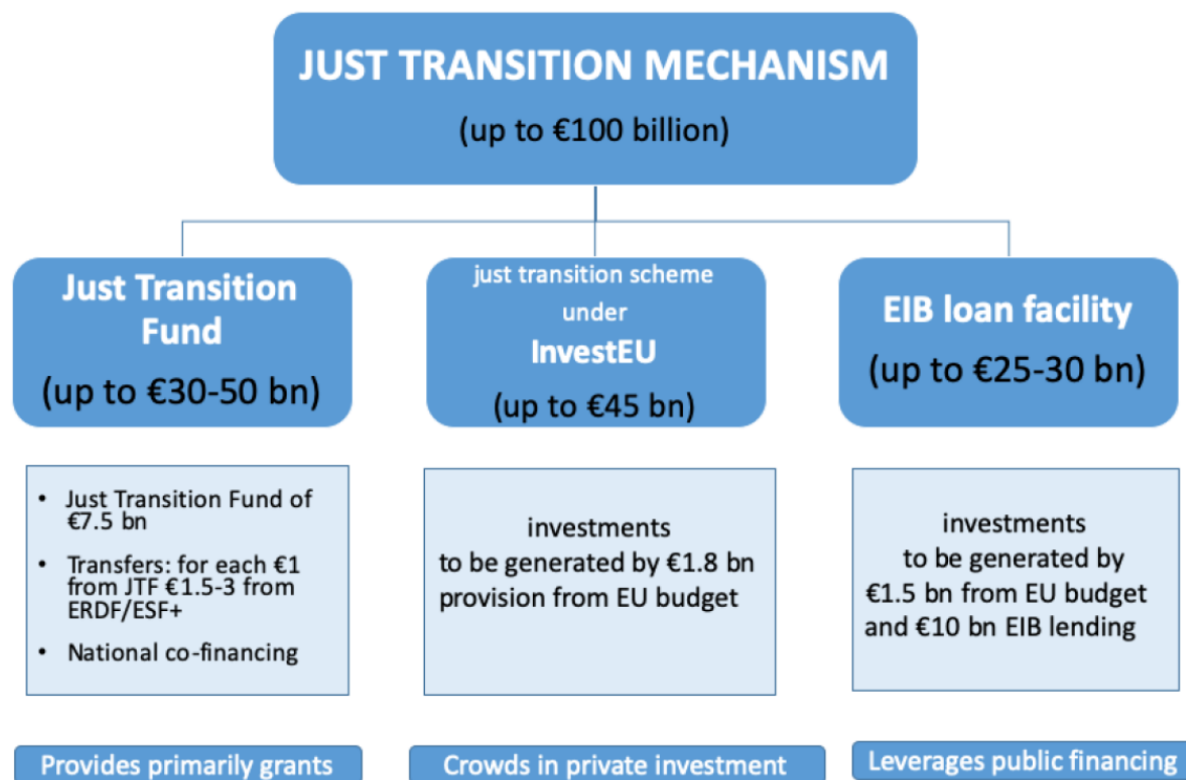 JUST TRANSITION MECHANISM
(up to €100 billion)
Just Transition
Fund
(up to €30-50 bn)
just transition scheme
under
InvestEU
(up to €45 bn)
EIB loan facility
(up to €25-30 bn)
• Just Transition Fund of
€7.5 bn
• Transfers: for each €1
from JTF €1.5-3 from
ERDF/ESF+
• National co-financing
investments
to be generated by €1.8 bn
provision from EU budget
investments
to be generated by
€1.5 bn from EU budget
and €10 bn EIB lending
Provides primarily grants
Crowds in private investment
Leverages public financing